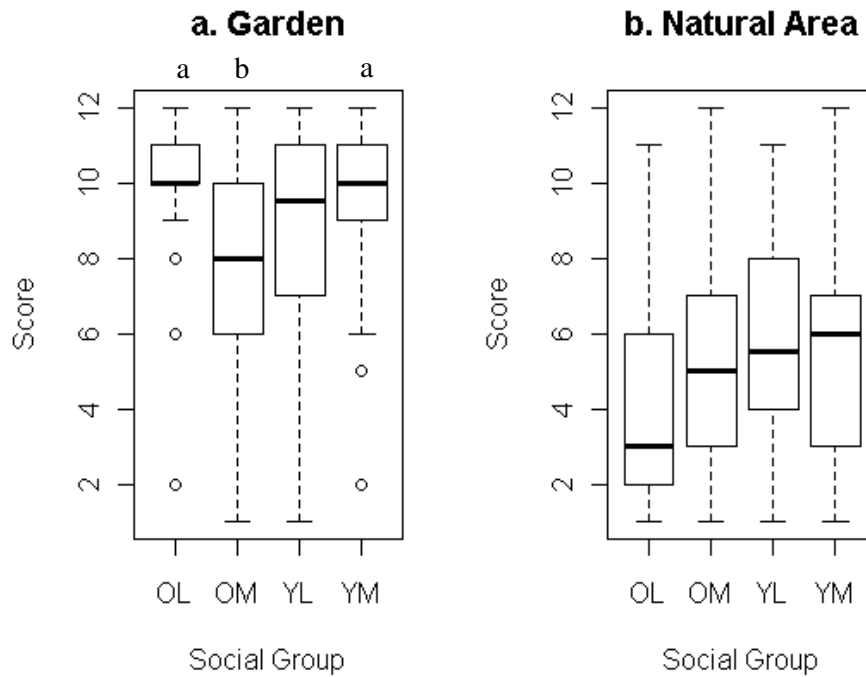 a. Garden
a b a
12
10
8
6
4
2
Score
OL OM YL YM
Social Group
b. Natural Area
12
10
8
6
4
2
Score
OL OM YL YM
Social Group